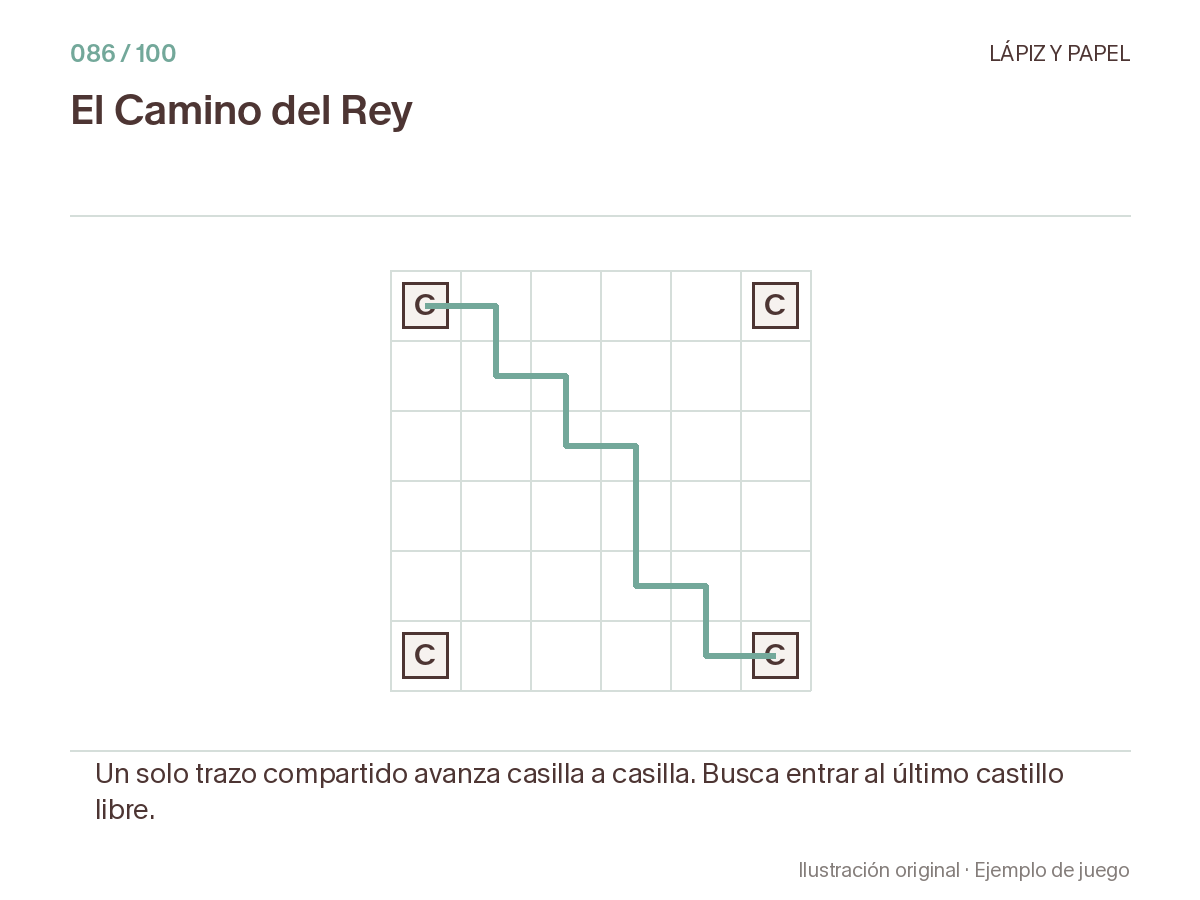 086 / 100
LÁPIZ Y PAPEL
El Camino del Rey
C
C
C
C
Un solo trazo compartido avanza casilla a casilla. Busca entrar al último castillo
libre.
Ilustración original · Ejemplo de juego